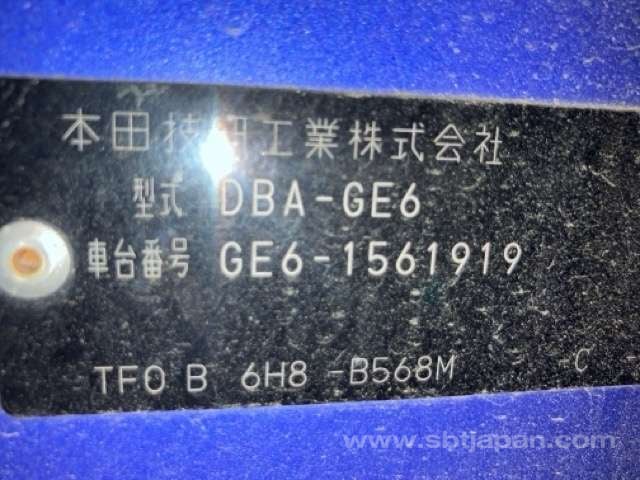 本田技研工業株式会社
型式 DBA-GE6
車台番号 GE6-1561919
TFO B 6H8 -B568M C
www.sbtjapan.com